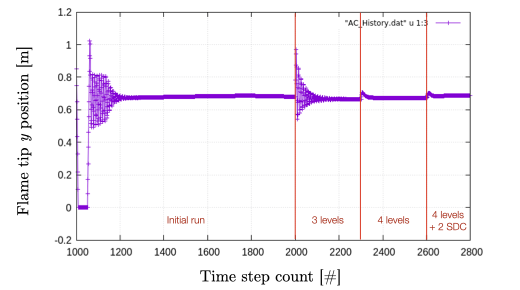 1.2
1
0.8
0.6
0.4
0.2
0
-0.2
Flame tip y position [m]
"AC_History.dat" u 1:3
Initial run
3 levels
4 levels
4 levels
+ 2 SDC
1000 1200 1400 1600 1800 2000 2200 2400 2600 2800
Time step count [#]